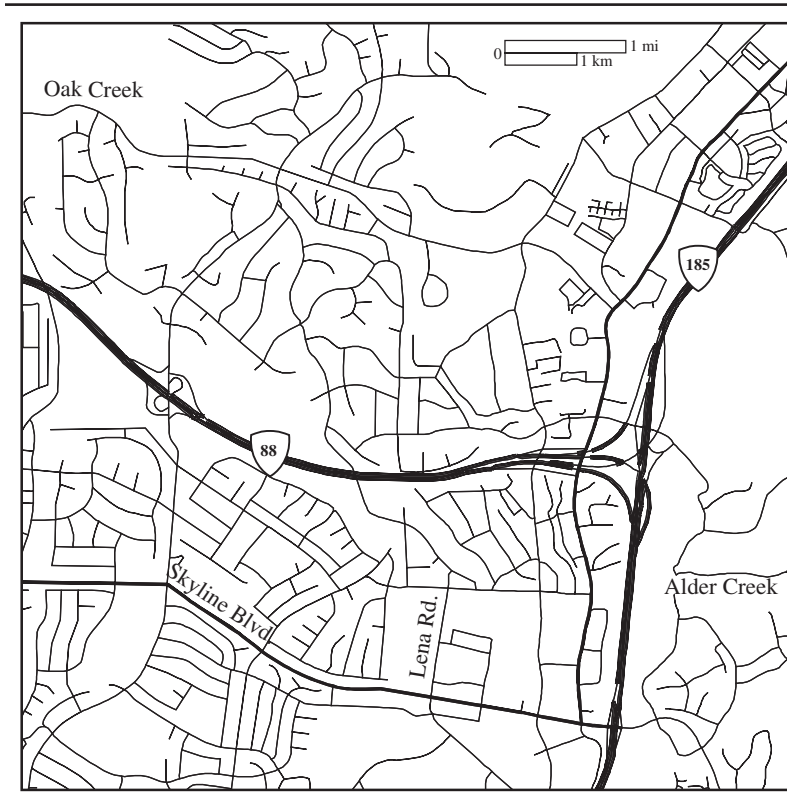 0
1 mi
1 km
Oak Creek
185
88
Skyline Blvd
Lena Rd.
Alder Creek